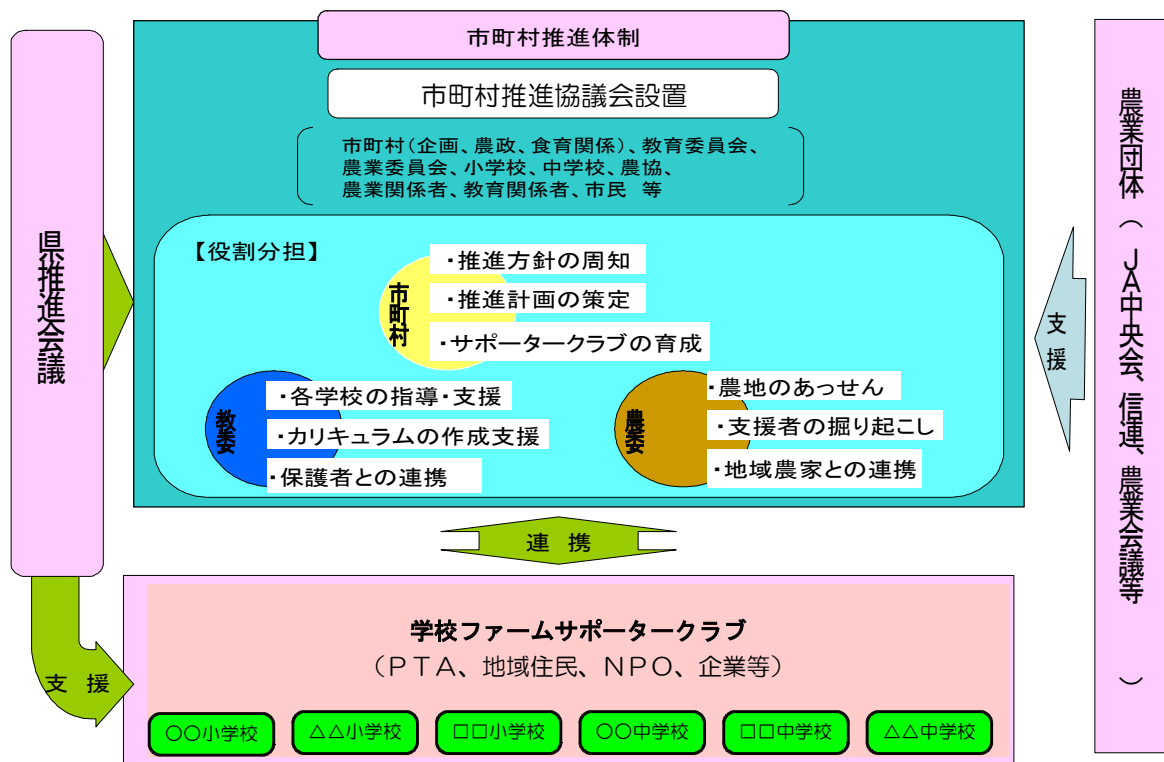 市町村推進体制
市町村推進協議会設置
市町村(企画、農政、食育関係)、教育委員会、
農業委員会、小学校、中学校、農協、
農業関係者、教育関係者、市民 等
県推進会議
【役割分担】
市町村
・推進方針の周知
・推進計画の策定
・サポータークラブの育成
教委
・各学校の指導・支援
・カリキュラムの作成支援
・保護者との連携
農業委
・農地のあっせん
・支援者の掘り起こし
・地域農家との連携
支援
農業団体(JA中央会、信連、農業会議等)
連 携
支 援
学校ファームサポータークラブ
(PTA、地域住民、NPO、企業等)
○○小学校
△△小学校
□□小学校
○○中学校
□□中学校
△△中学校